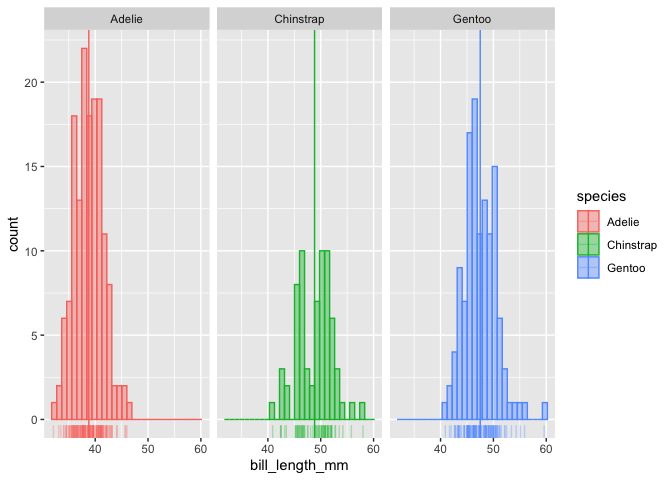 Adelie Chinstrap Gentoo
count
20
15
10
5
0
40 50 60 40 50 60 40 50 60
bill_length_mm
species
Adelie
Chinstrap
Gentoo